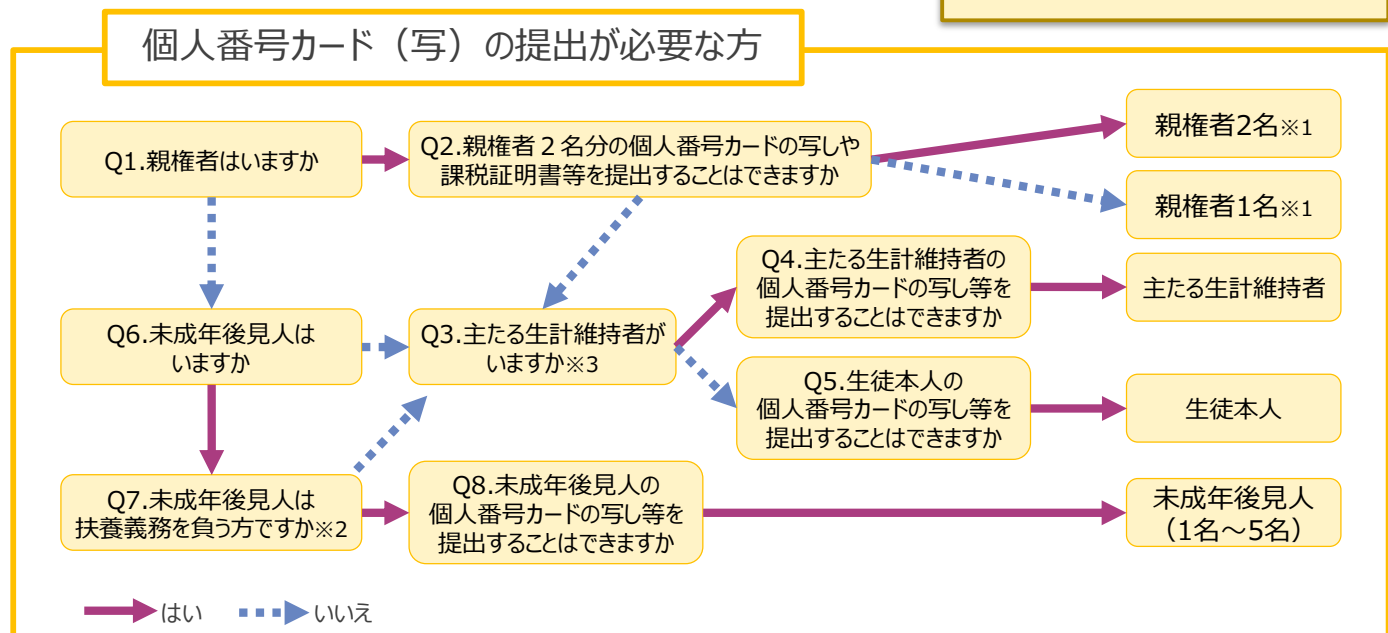 個人番号カード（写）の提出が必要な方
Q1.親権者はいますか
Q2.親権者２名分の個人番号カードの写しや
課税証明書等を提出することはできますか
親権者2名※1
親権者1名※1
Q6.未成年後見人は
いますか
Q3.主たる生計維持者が
いますか※3
Q4.主たる生計維持者の
個人番号カードの写し等を
提出することはできますか
主たる生計維持者
Q5.生徒本人の
個人番号カードの写し等を
提出することはできますか
生徒本人
Q7.未成年後見人は
扶養義務を負う方ですか※2
Q8.未成年後見人の
個人番号カードの写し等を
提出することはできますか
未成年後見人
（1名～5名）
はい
いいえ